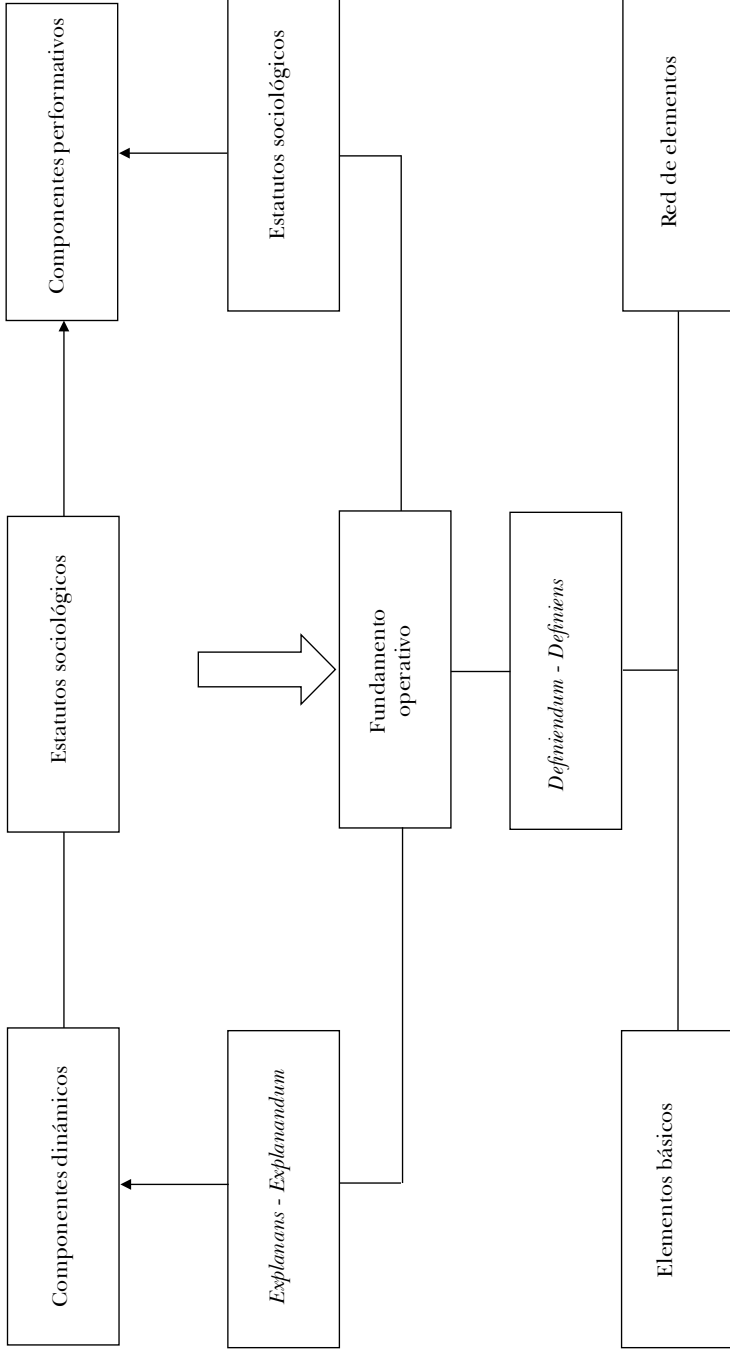 Componentes dinámicos
Estatutos sociológicos
Componentes performativos
Explanans - Explanandum
Estatutos sociológicos
Fundamento
operativo
Definiendum - Definiens
Elementos básicos
Red de elementos